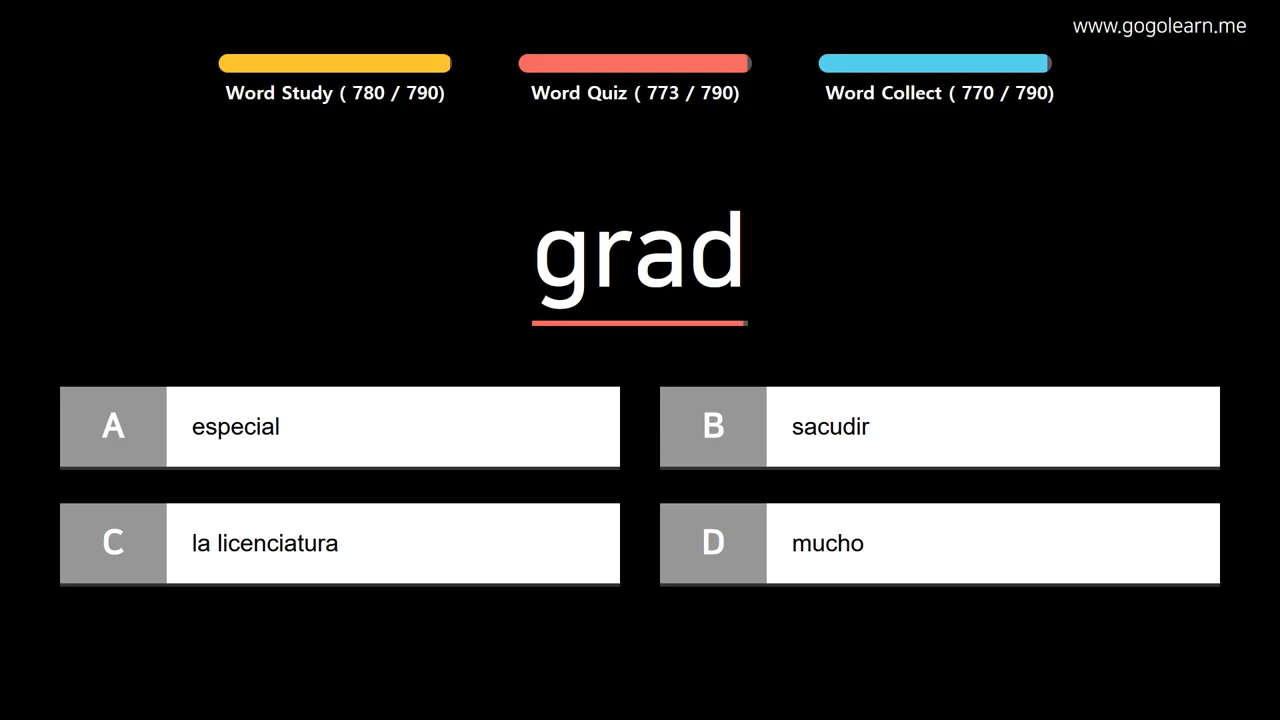 www.gogolearn.me
Word Study ( 780 / 790)
Word Quiz ( 773 / 790)
Word Collect ( 770 / 790)
grad
A
especial
B
sacudir
C
la licenciatura
D
mucho